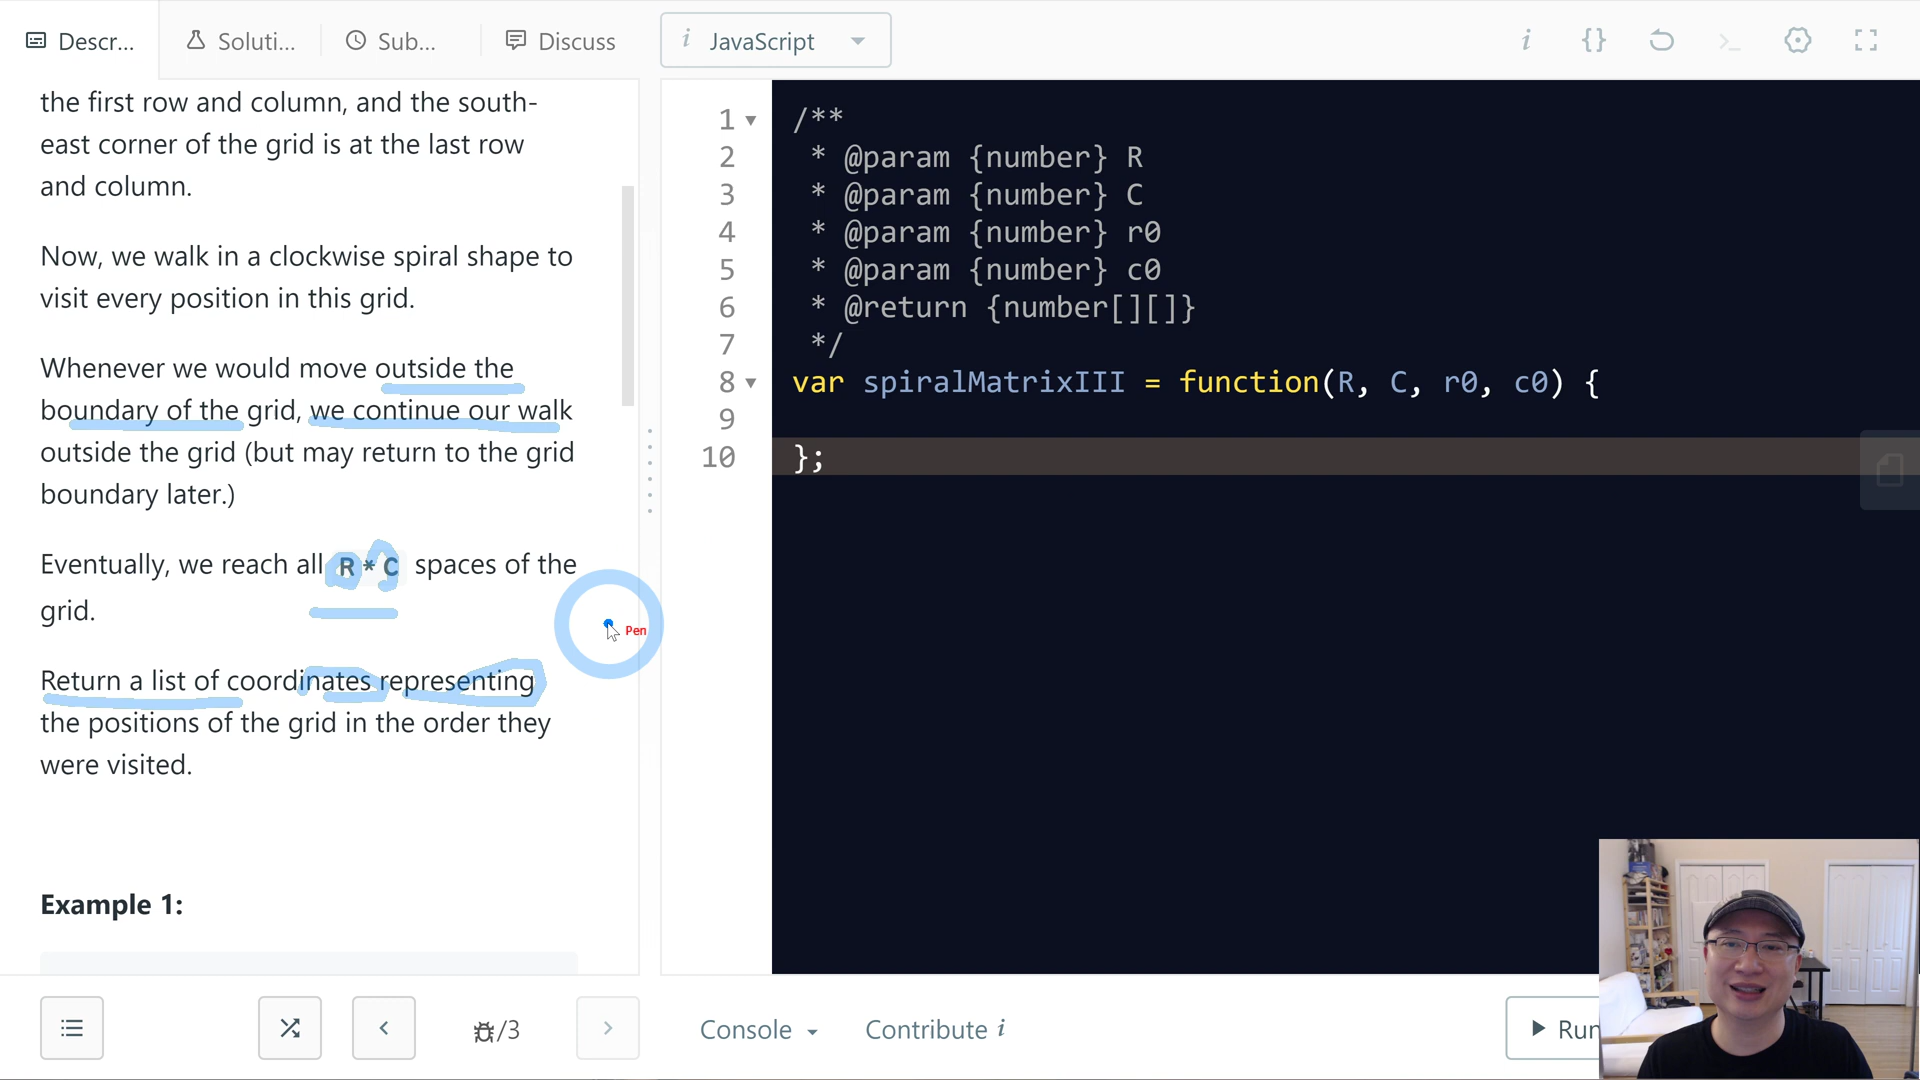 Descr...
Soluti...
Sub...
Discuss
i JavaScript
i {} >_
the first row and column, and the south-
east corner of the grid is at the last row
and column.
Now, we walk in a clockwise spiral shape to
visit every position in this grid.
Whenever we would move outside the
boundary of the grid, we continue our walk
outside the grid (but may return to the grid
boundary later.)
Eventually, we reach all R * C spaces of the
grid.
Pen
Return a list of coordinates representing
the positions of the grid in the order they
were visited.
Example 1:
1 /**
2 * @param {number} R
3 * @param {number} C
4 * @param {number} r0
5 * @param {number} c0
6 * @return {number[][]}
7 */
8 var spiralMatrixIII = function(R, C, r0, c0) {
9
10 };
/3
Console
Contribute i
Run